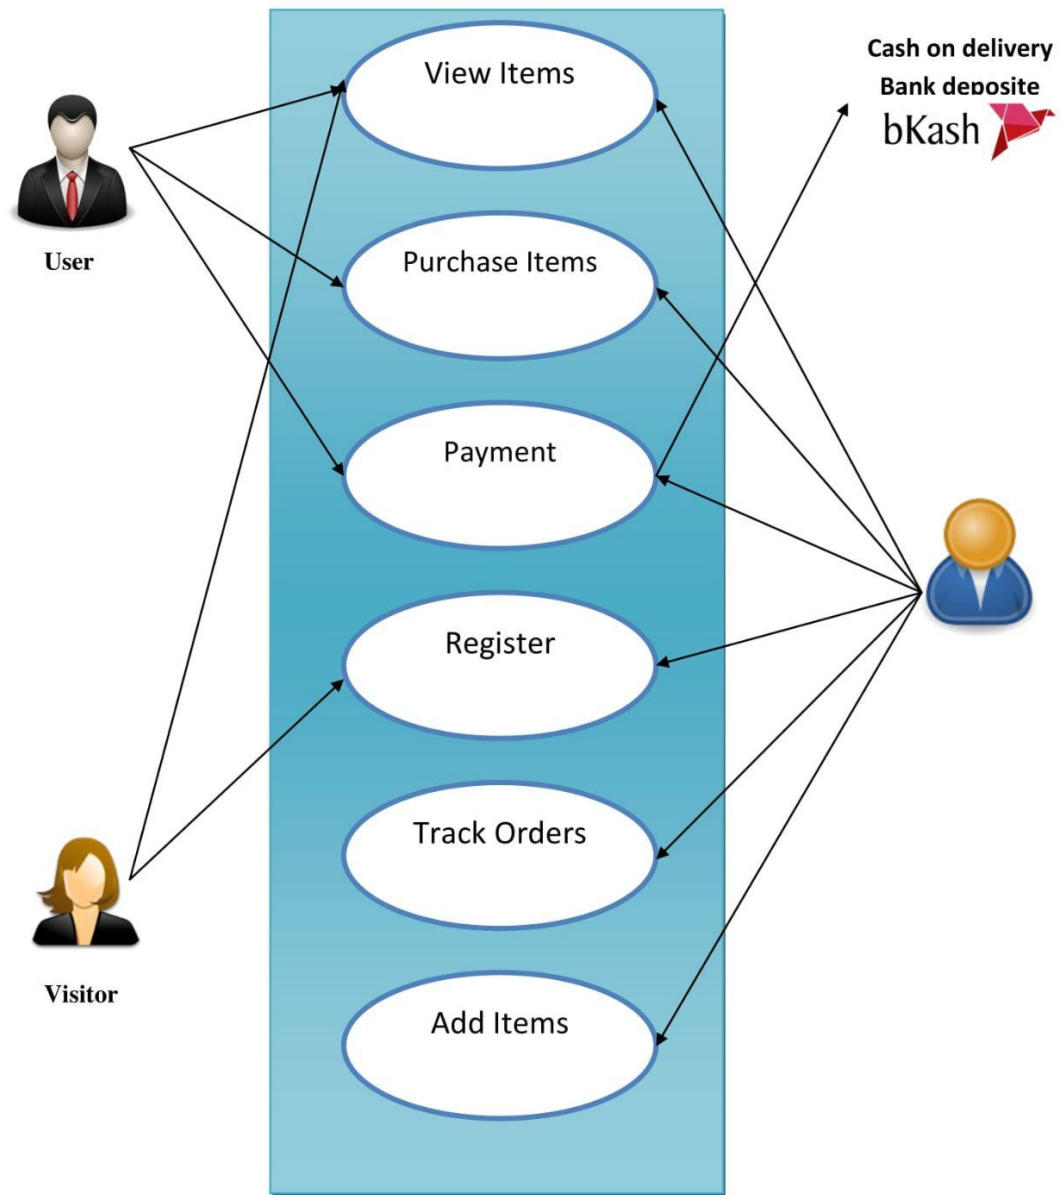 View Items
Cash on delivery
Bank deposite
bKash
User
Purchase Items
Payment
Register
Track Orders
Visitor
Add Items